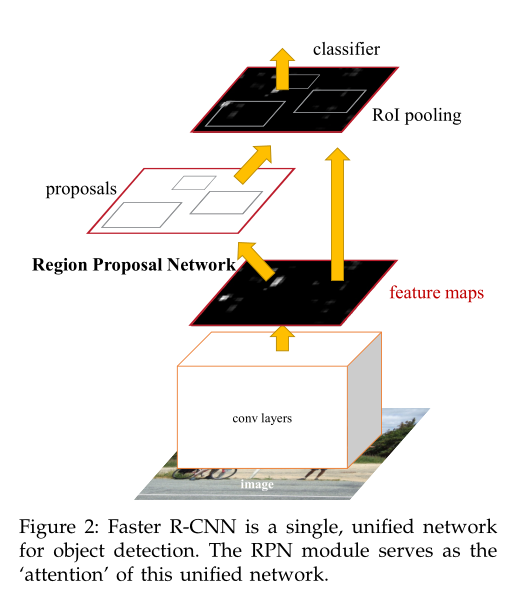 classifier
RoI pooling
proposals
Region Proposal Network
feature maps
conv layers
image
Figure 2: Faster R-CNN is a single, unified network
for object detection. The RPN module serves as the
‘attention’ of this unified network.